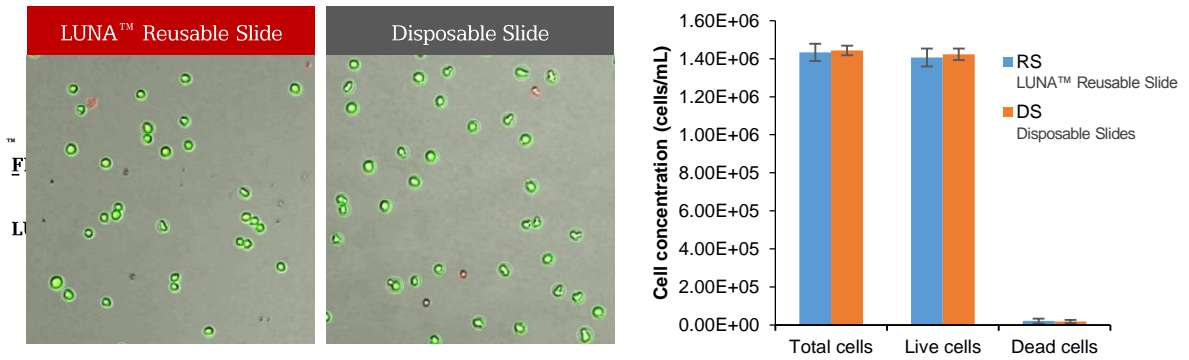 LUNA™ Reusable Slide
Disposable Slide
™
LU
Cell concentration (cells/mL)
1.60E+06
1.40E+06
1.20E+06
1.00E+06
8.00E+05
6.00E+05
4.00E+05
2.00E+05
0.00E+00
Total cells
Live cells
Dead cells
RS
LUNA™ Reusable Slide
DS
Disposable Slides